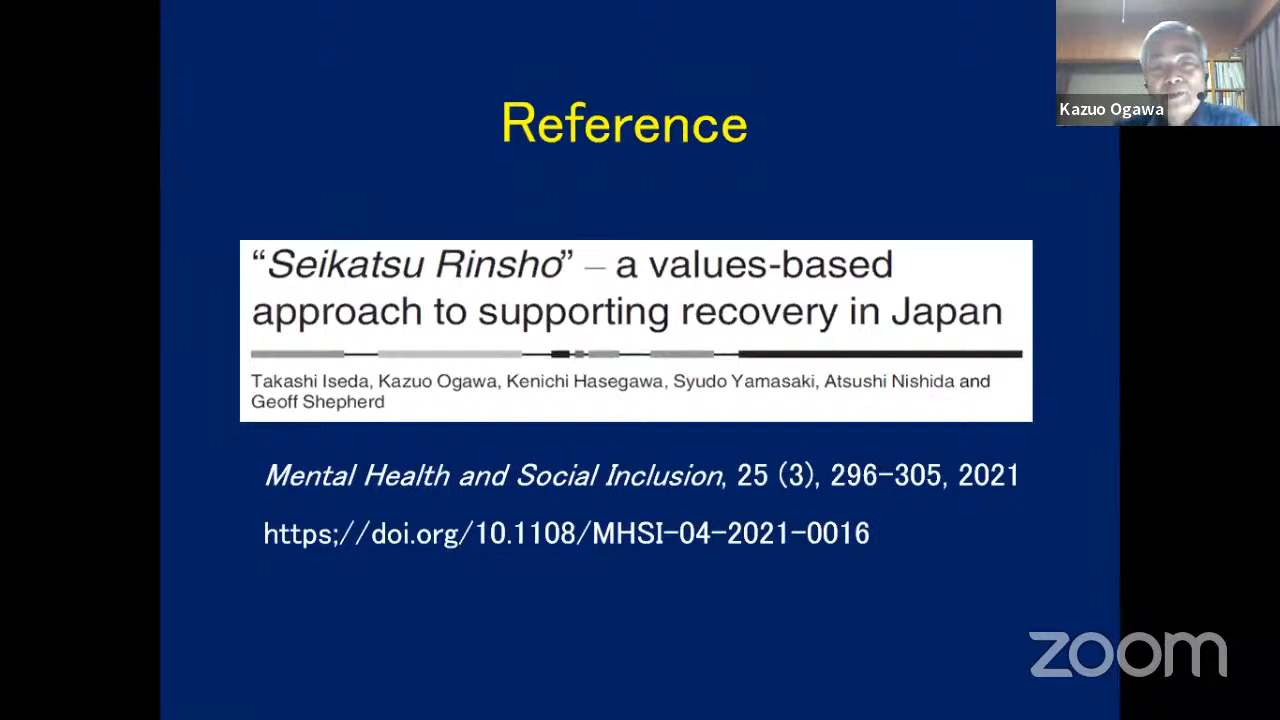 Kazuo Ogawa
Reference
“Seikatsu Rinsho” – a values-based
approach to supporting recovery in Japan
Takashi Iseda, Kazuo Ogawa, Kenichi Hasegawa, Syudo Yamasaki, Atsushi Nishida and
Geoff Shepherd
Mental Health and Social Inclusion, 25 (3), 296-305, 2021
https;//doi.org/10.1108/MHSI-04-2021-0016
zoom